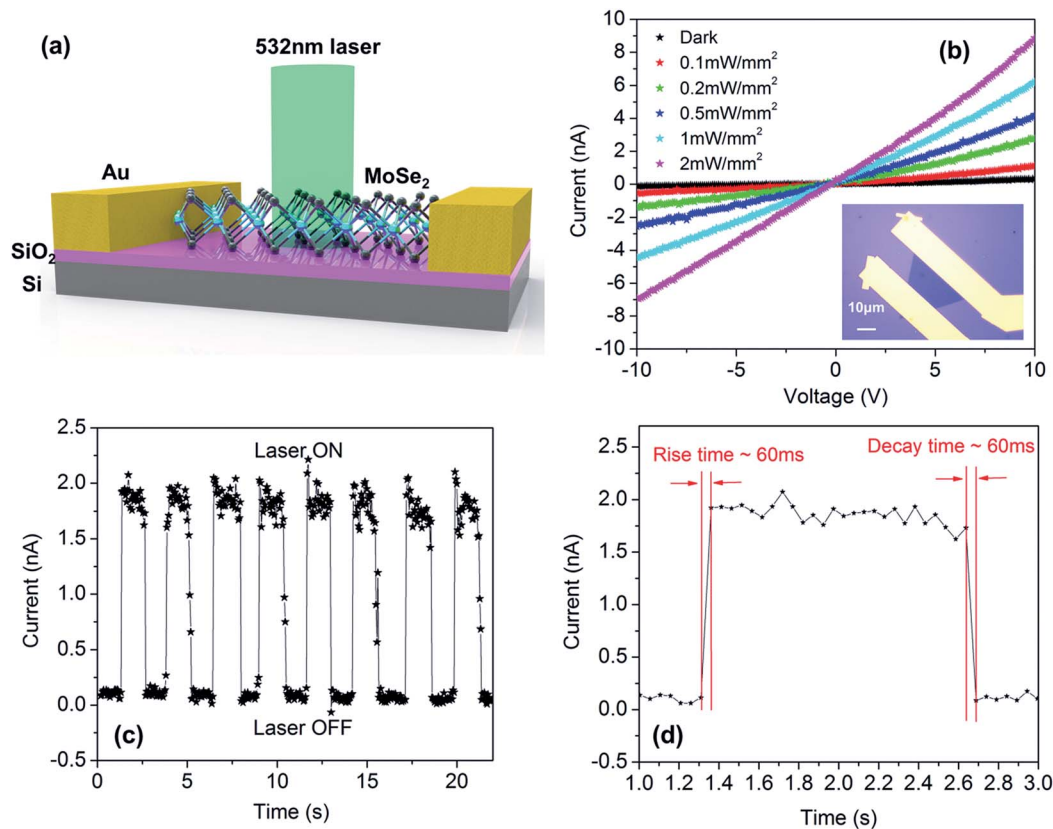 (a)
532nm laser
Au
MoSe₂
SiO₂
Si
(b)
Dark
0.1mW/mm²
0.2mW/mm²
0.5mW/mm²
1mW/mm²
2mW/mm²
10
8
6
4
2
0
-2
-4
-6
-8
-10
Current (nA)
10μm
-10 -5 0 5 10
Voltage (V)
2.5
2.0
1.5
1.0
0.5
0.0
-0.5
Current (nA)
Laser ON
Laser OFF
(c)
0 5 10 15 20
Time (s)
2.5
2.0
1.5
1.0
0.5
0.0
-0.5
Current (nA)
Rise time ~ 60ms
Decay time ~ 60ms
(d)
1.0 1.2 1.4 1.6 1.8 2.0 2.2 2.4 2.6 2.8 3.0
Time (s)